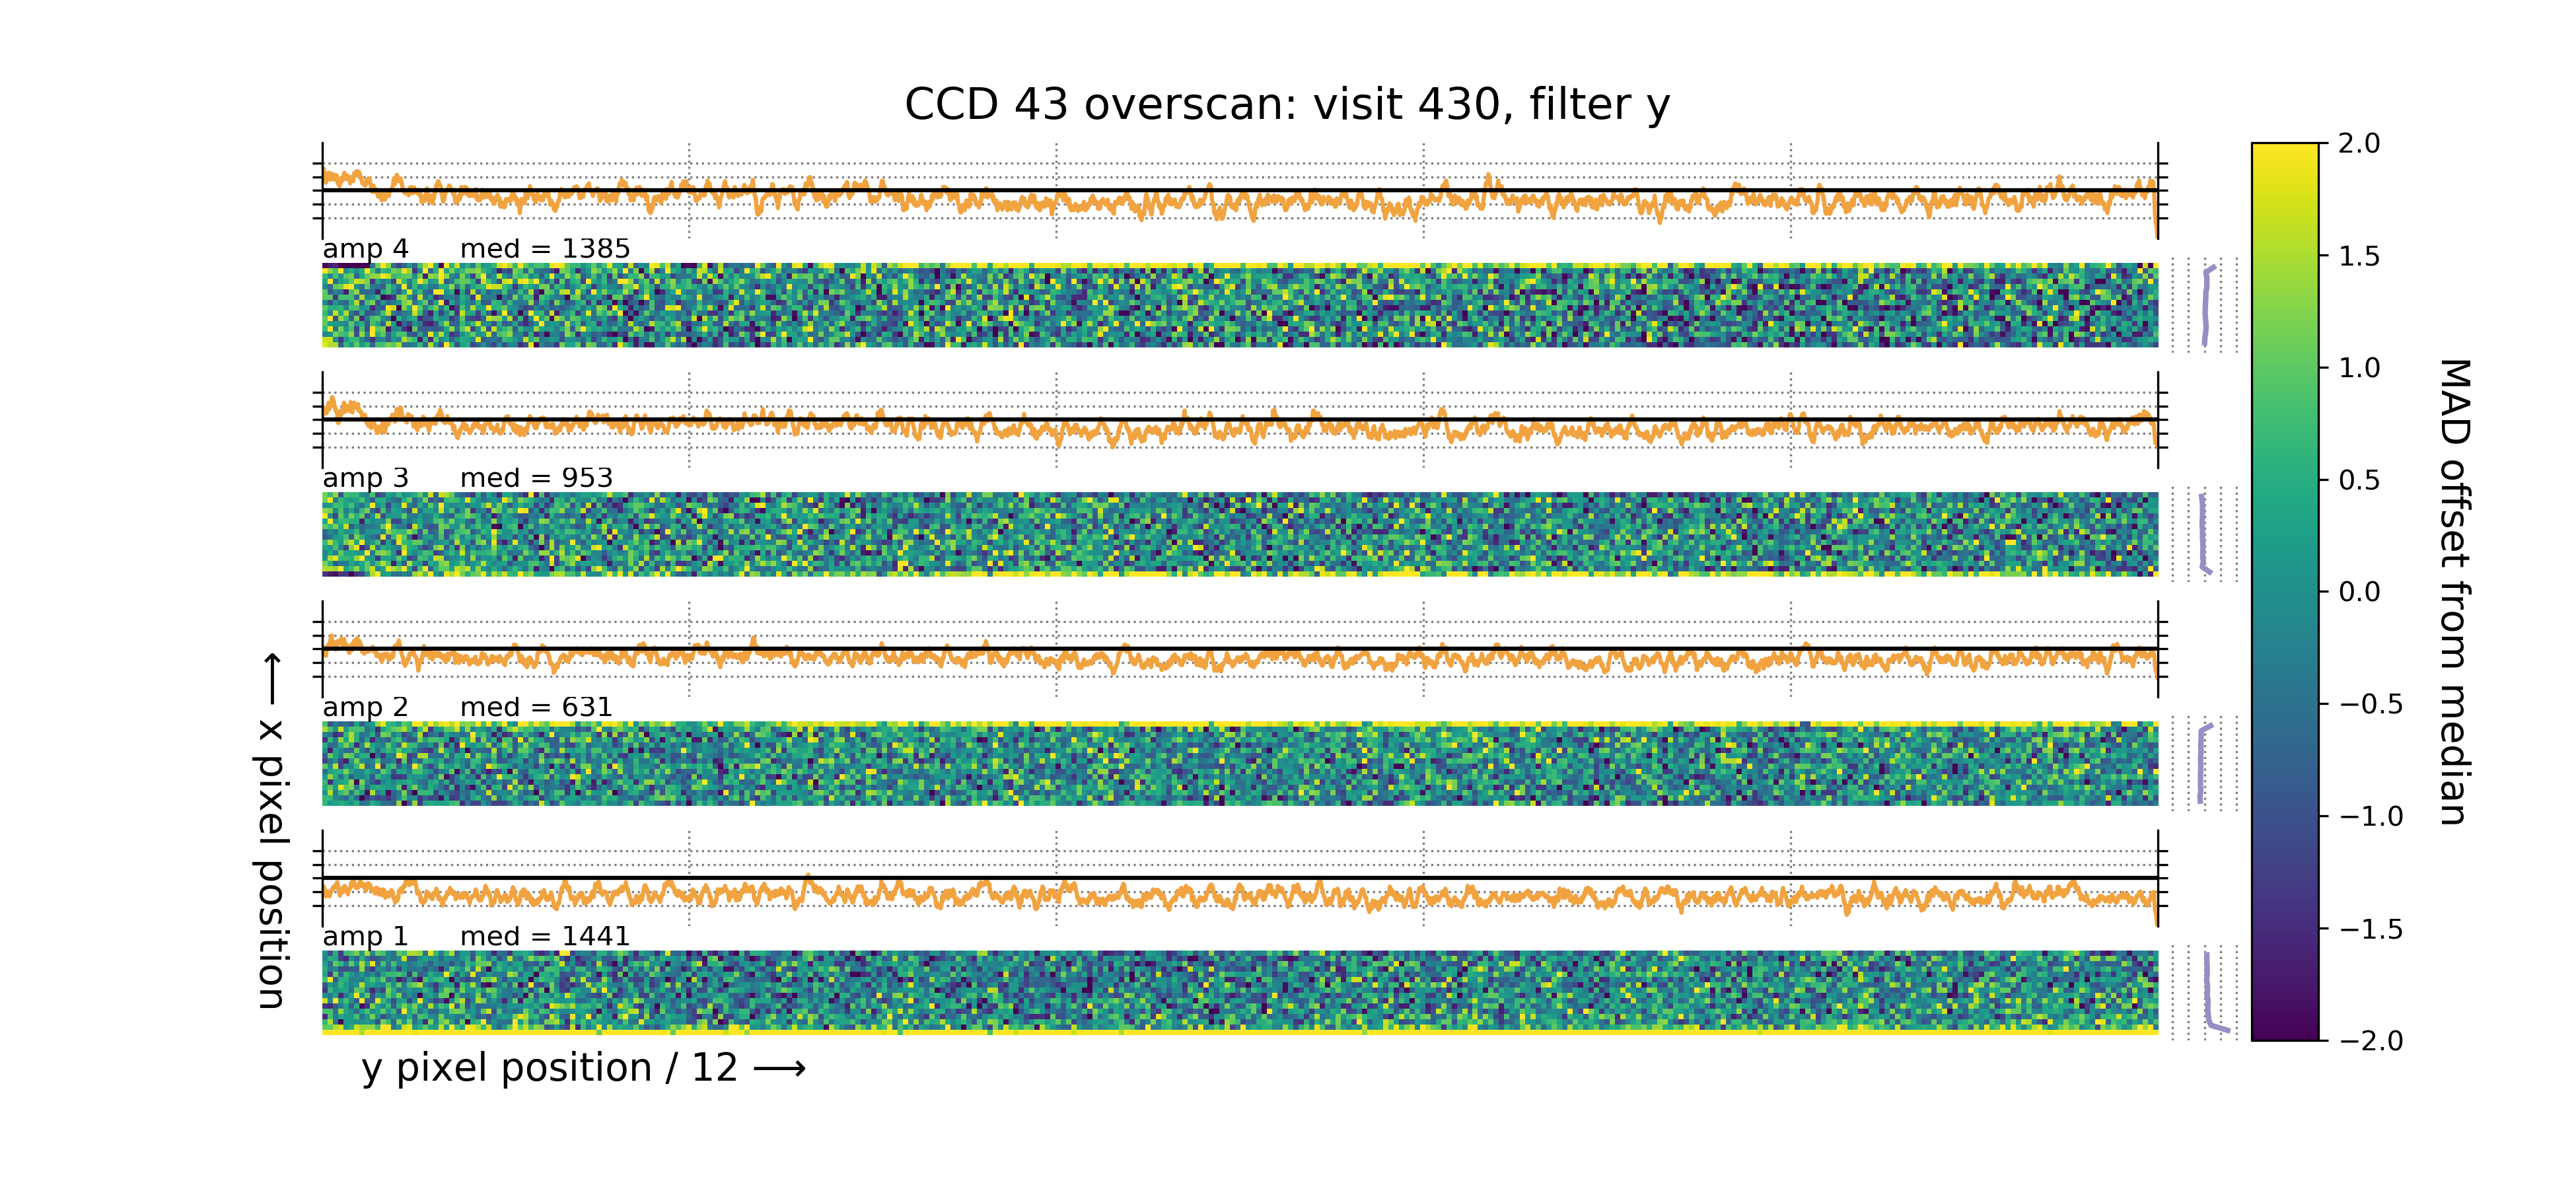 CCD 43 overscan: visit 430, filter y
amp 4 med = 1385
amp 3 med = 953
amp 2 med = 631
amp 1 med = 1441
⟵ x pixel position
y pixel position / 12 ⟶
2.0
1.5
1.0
0.5
0.0
−0.5
−1.0
−1.5
−2.0
MAD offset from median